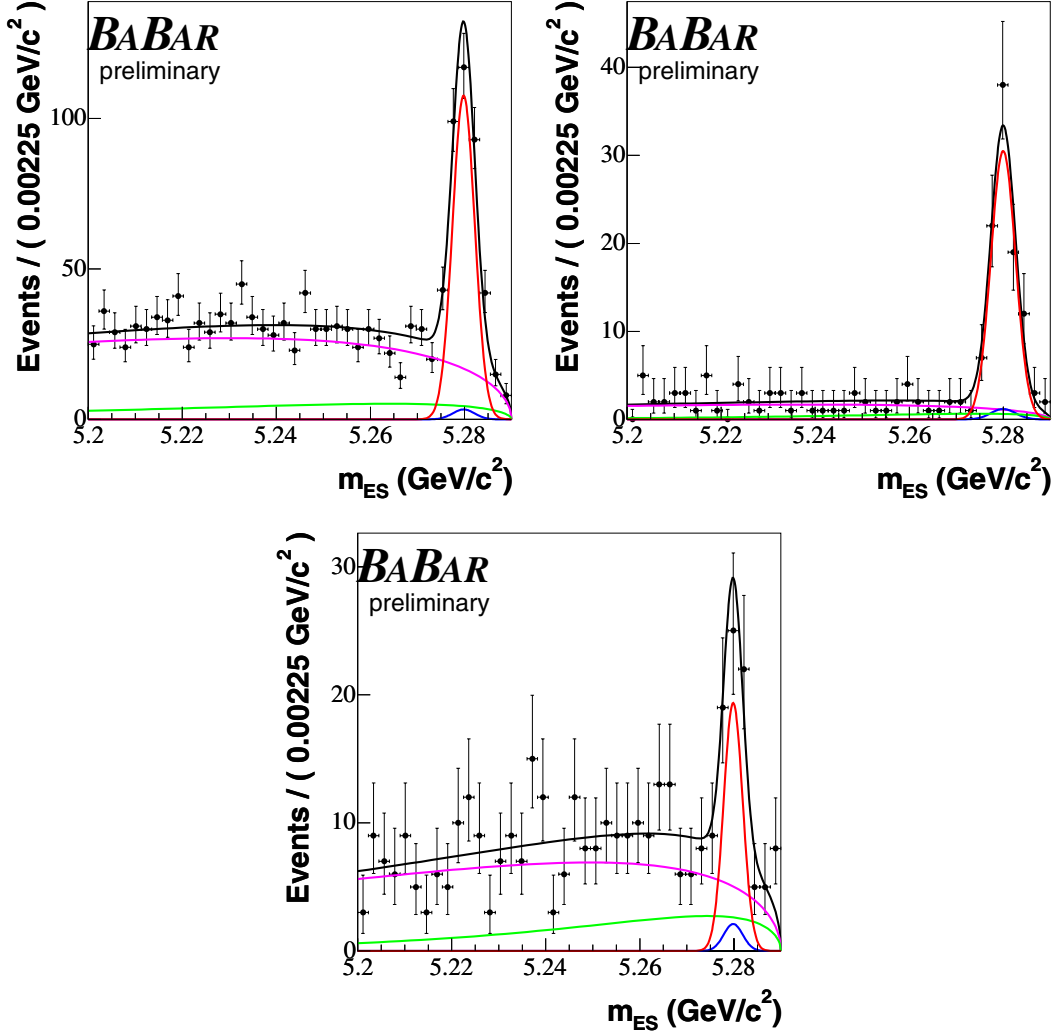 BABAR
preliminary
Events / ( 0.00225 GeV/c² )
100
50
0
5.2 5.22 5.24 5.26 5.28
m_ES (GeV/c²)
BABAR
preliminary
Events / ( 0.00225 GeV/c² )
40
30
20
10
0
5.2 5.22 5.24 5.26 5.28
m_ES (GeV/c²)
BABAR
preliminary
Events / ( 0.00225 GeV/c² )
30
20
10
0
5.2 5.22 5.24 5.26 5.28
m_ES (GeV/c²)